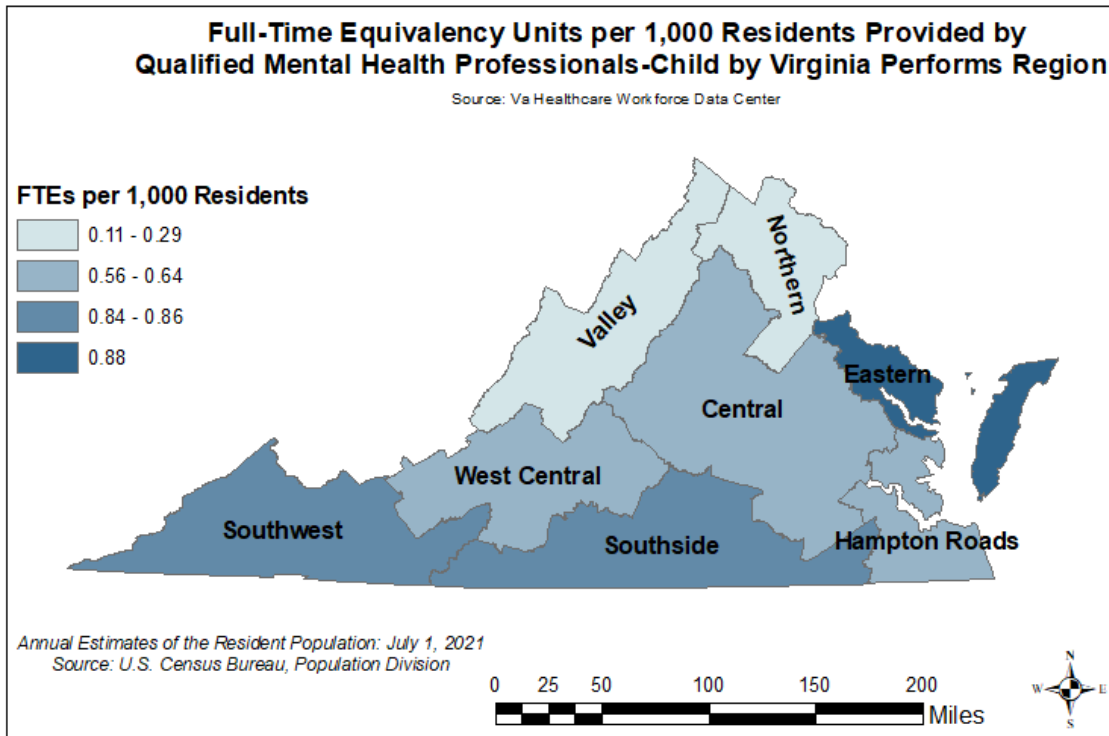 Full-Time Equivalency Units per 1,000 Residents Provided by
Qualified Mental Health Professionals-Child by Virginia Performs Region
Source: Va Healthcare Workforce Data Center
FTEs per 1,000 Residents
0.11 - 0.29
0.56 - 0.64
0.84 - 0.86
0.88
Northern
Valley
Eastern
Central
West Central
Southwest
Southside
Hampton Roads
Annual Estimates of the Resident Population: July 1, 2021
Source: U.S. Census Bureau, Population Division
0 25 50 100 150 200
Miles
N
W E
S